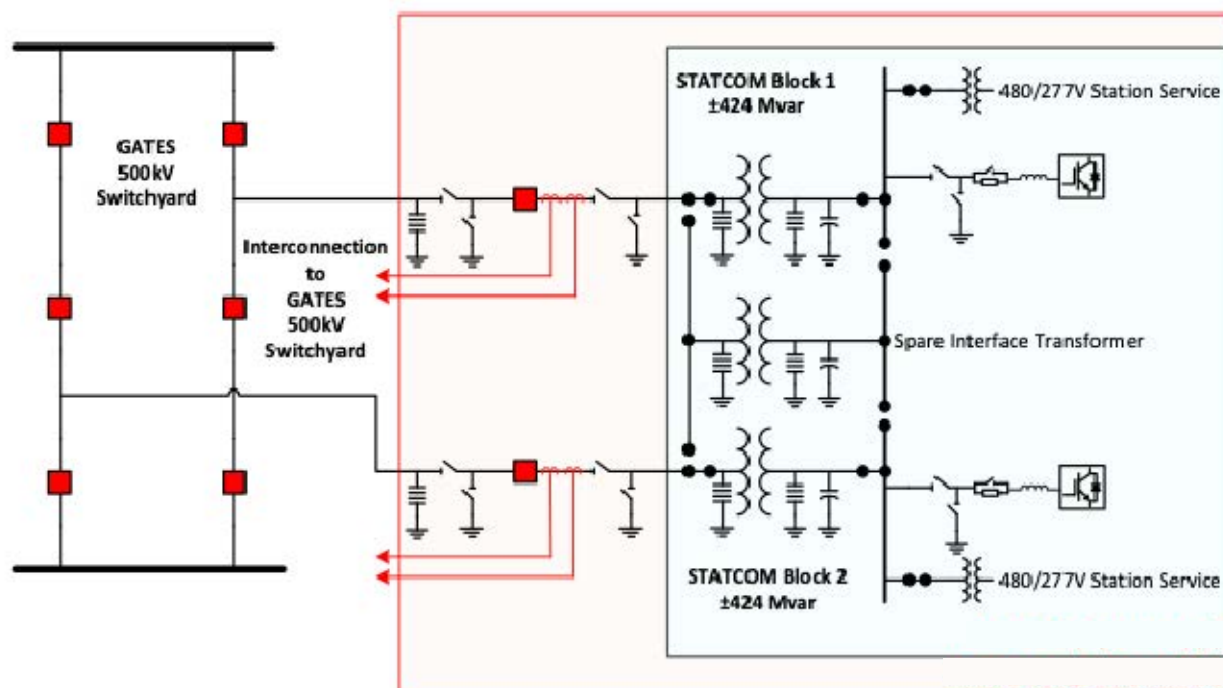 GATES
500kV
Switchyard
Interconnection
to
GATES
500kV
Switchyard
STATCOM Block 1
±424 Mvar
480/277V Station Service
Spare Interface Transformer
STATCOM Block 2
±424 Mvar
480/277V Station Service